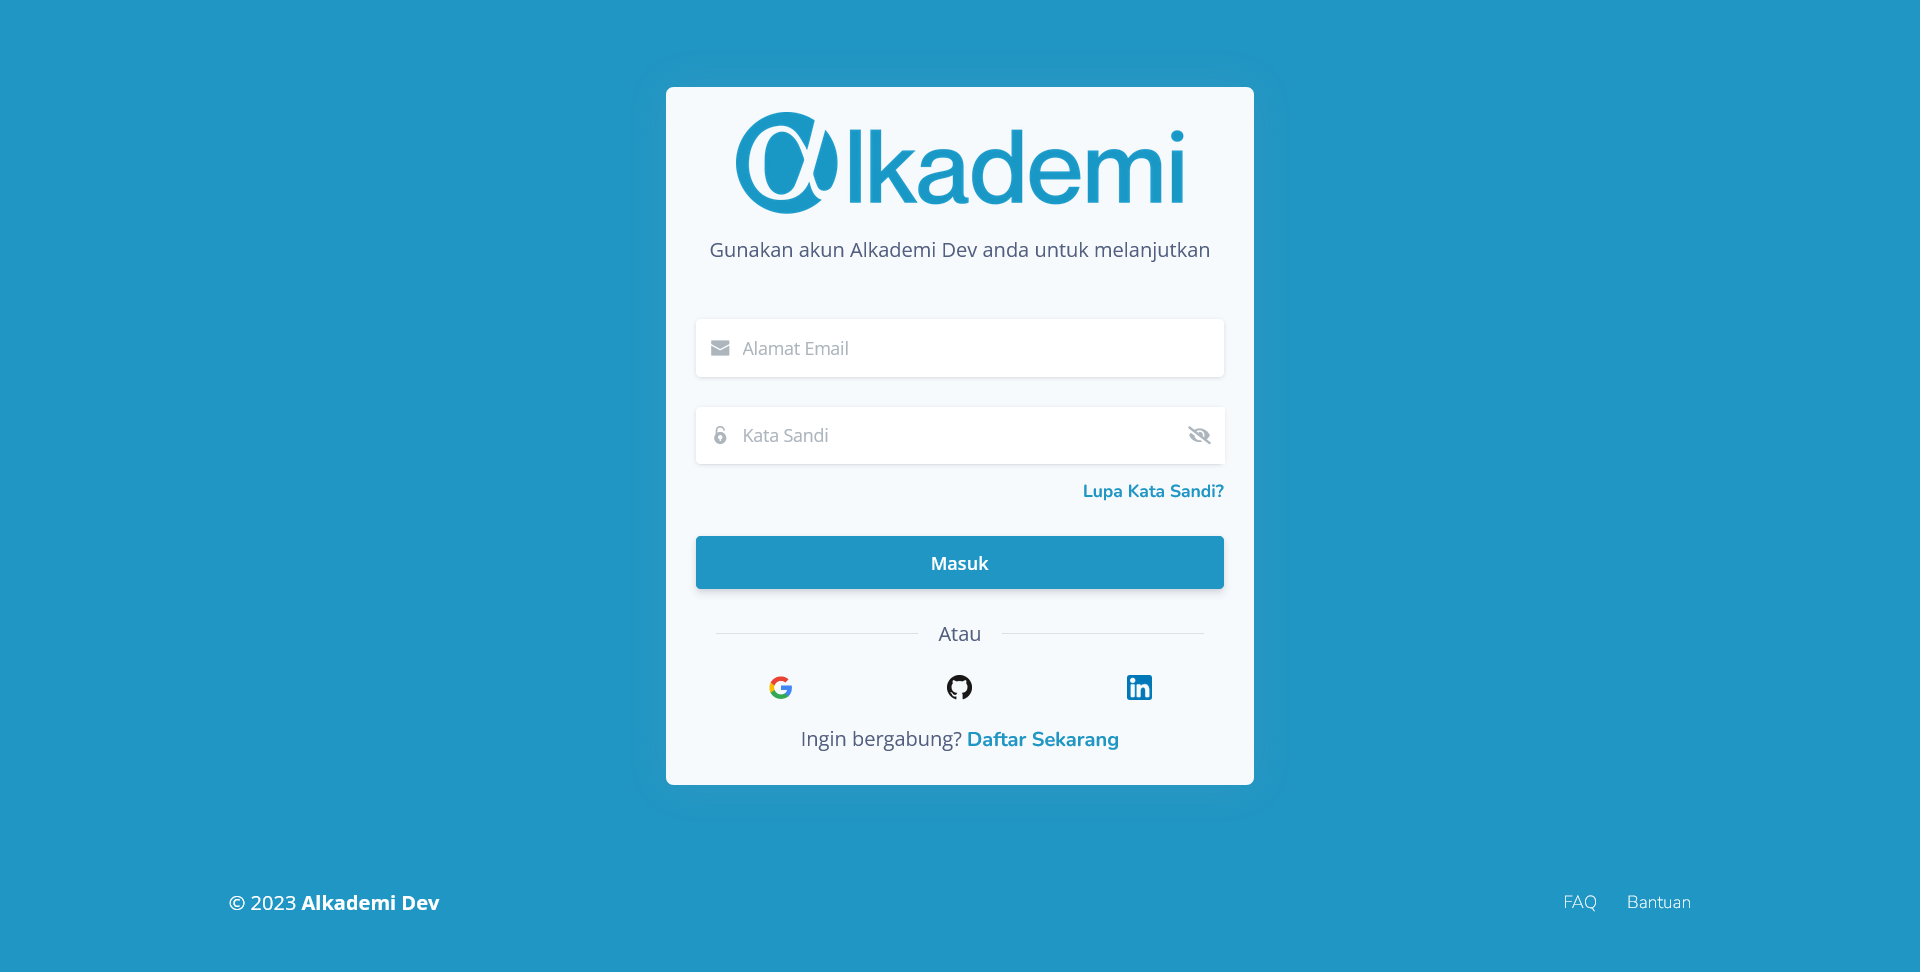 αlkademi
Gunakan akun Alkademi Dev anda untuk melanjutkan
Alamat Email
Kata Sandi
Lupa Kata Sandi?
Masuk
Atau
Ingin bergabung? Daftar Sekarang
© 2023 Alkademi Dev
FAQ Bantuan